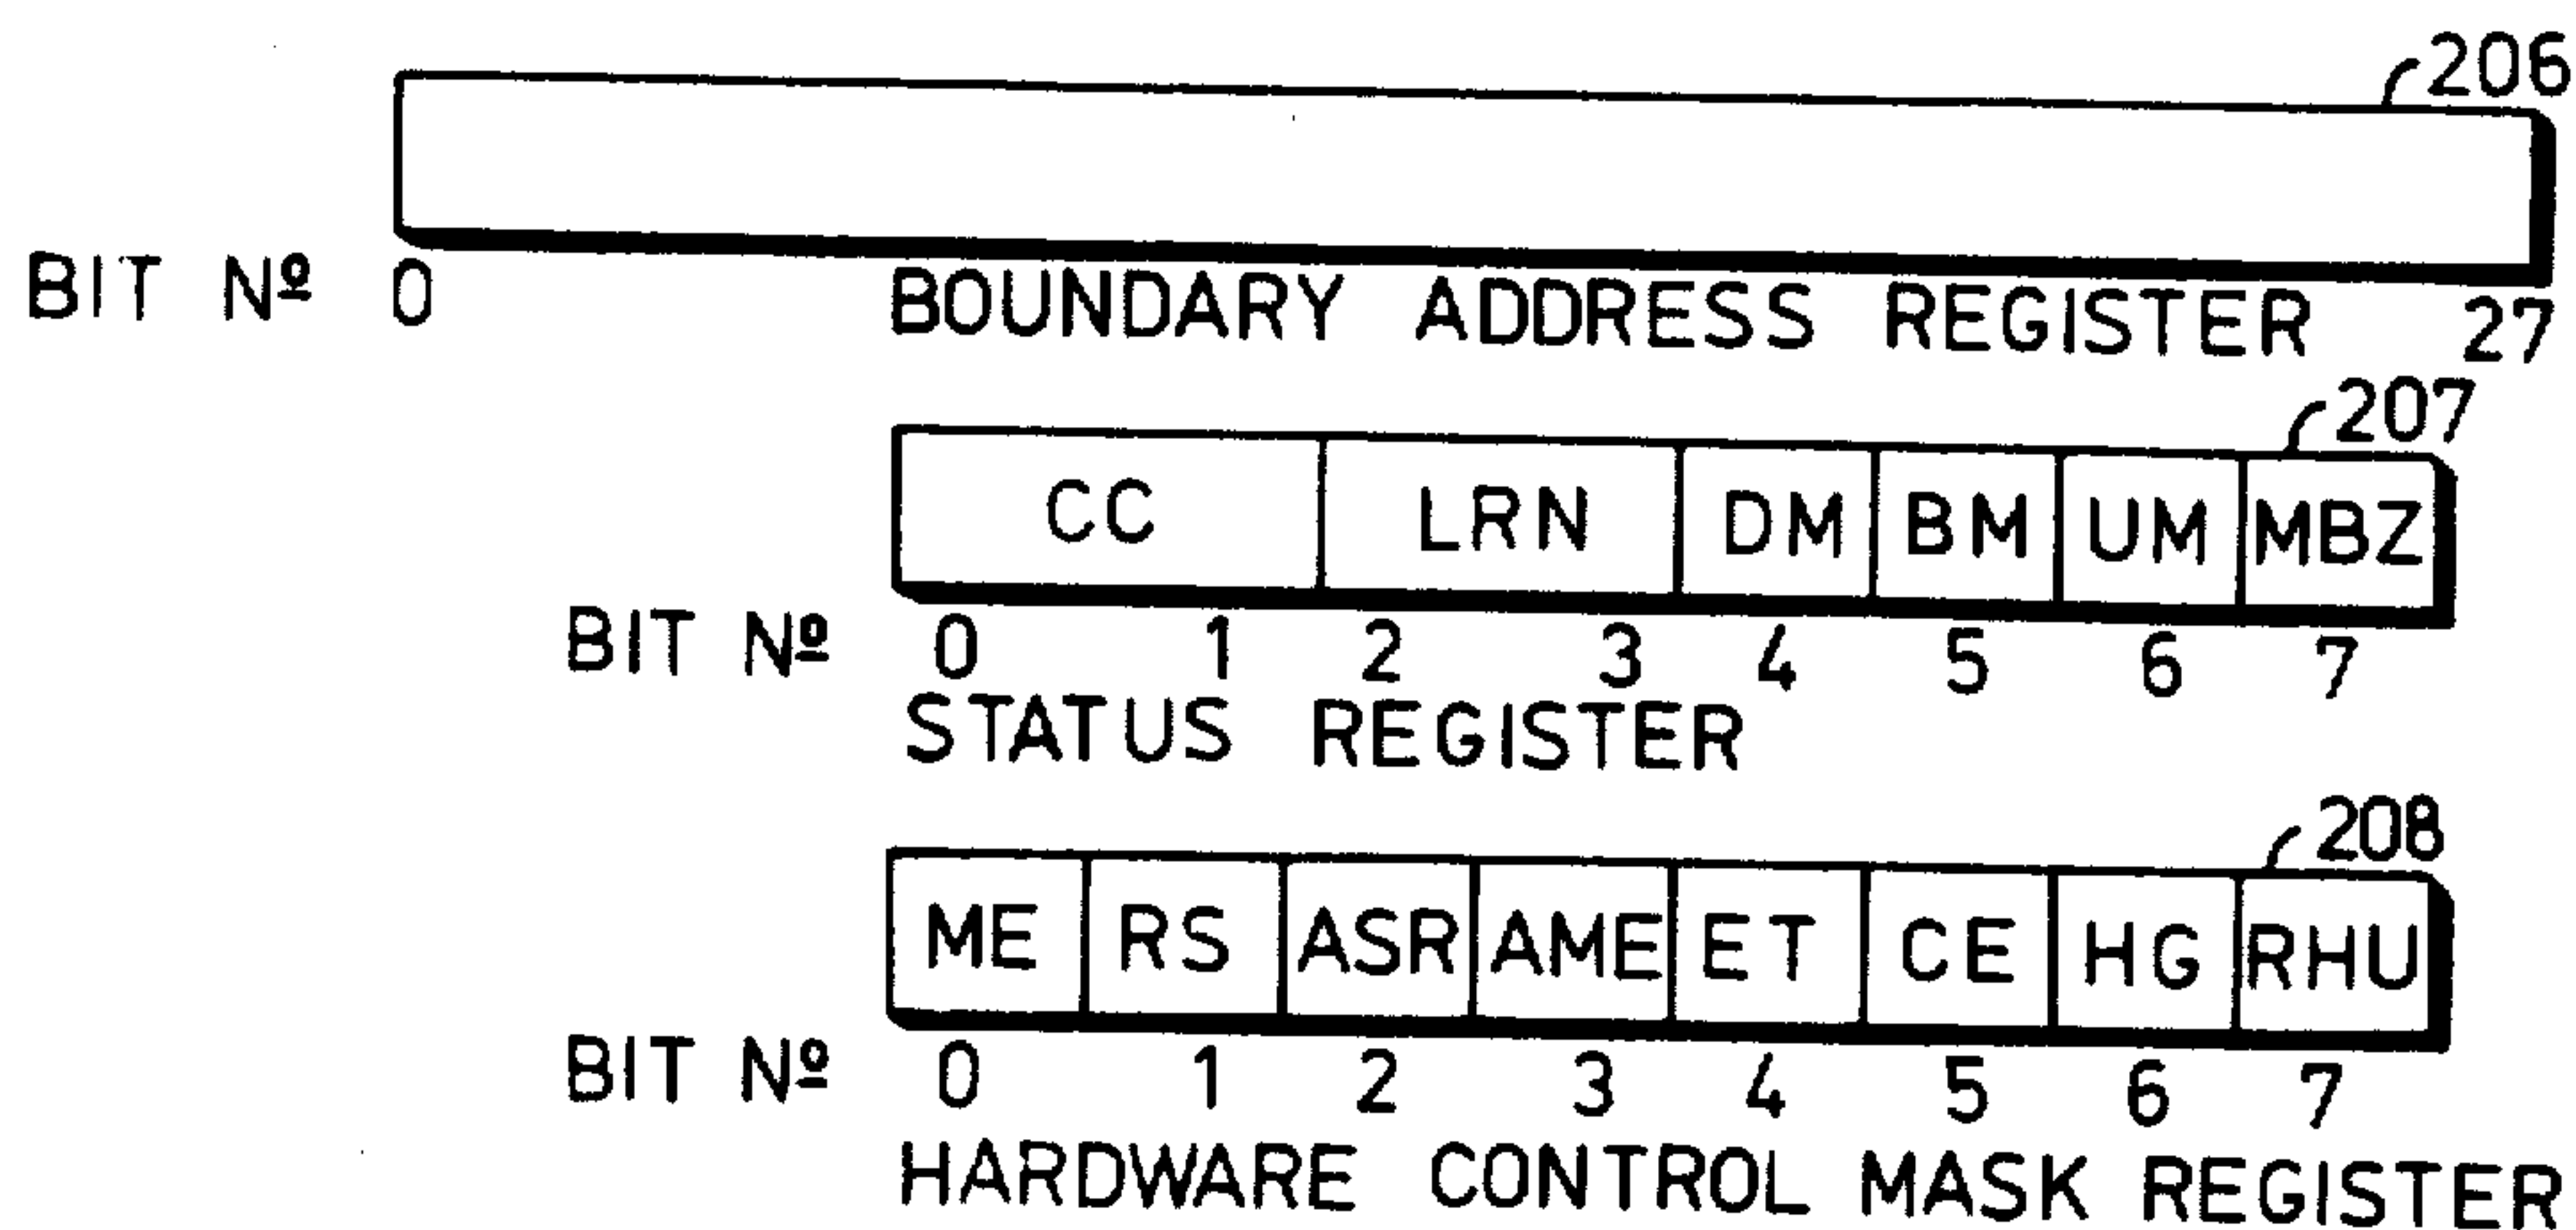 206
BIT Nº 0 BOUNDARY ADDRESS REGISTER 27
207
CC LRN DM BM UM MBZ
BIT Nº 0 1 2 3 4 5 6 7
STATUS REGISTER
208
ME RS ASR AME ET CE HG RHU
BIT Nº 0 1 2 3 4 5 6 7
HARDWARE CONTROL MASK REGISTER